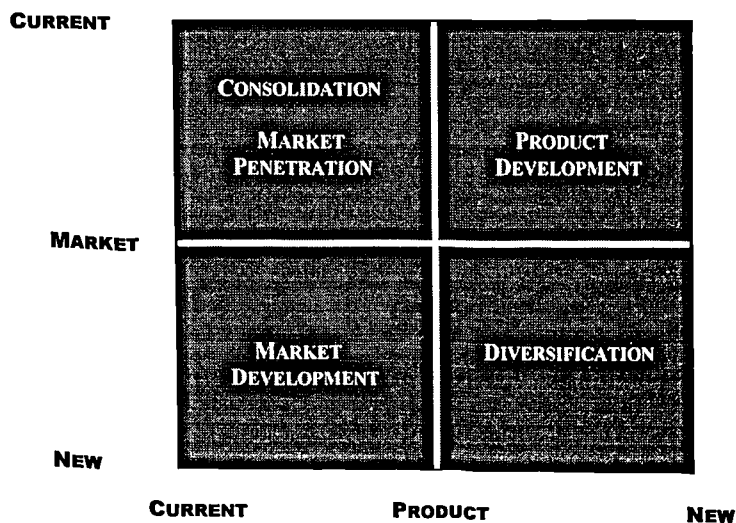 CURRENT
CONSOLIDATION
MARKET
PENETRATION
PRODUCT
DEVELOPMENT
MARKET
MARKET
DEVELOPMENT
DIVERSIFICATION
NEW
CURRENT PRODUCT NEW